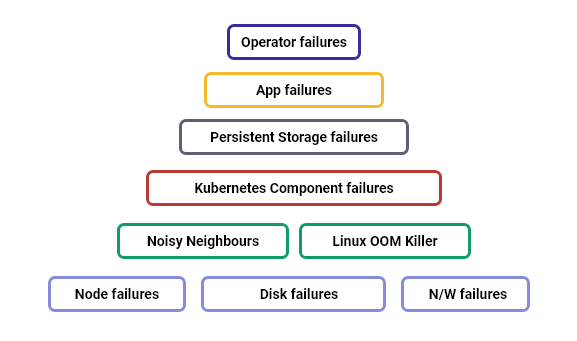 Operator failures
App failures
Persistent Storage failures
Kubernetes Component failures
Noisy Neighbours
Linux OOM Killer
Node failures
Disk failures
N/W failures